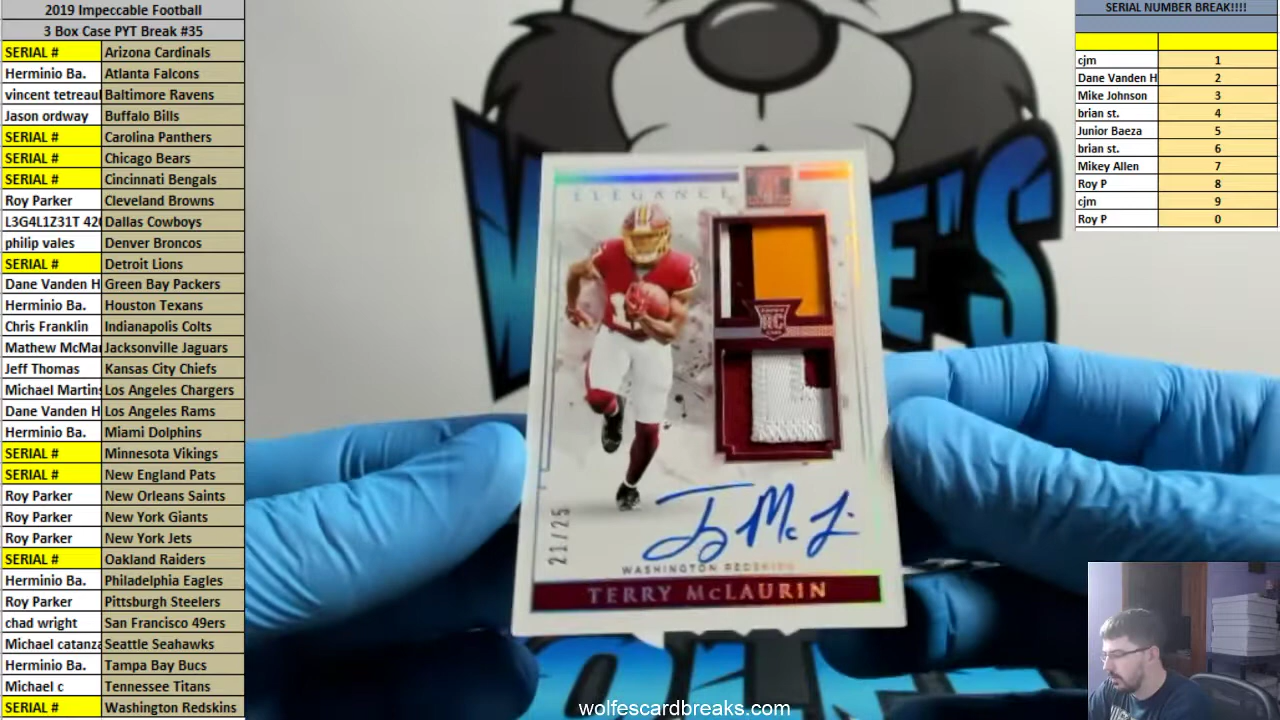 2019 Impeccable Football
3 Box Case PYT Break #35
SERIAL # Arizona Cardinals
Herminio Ba. Atlanta Falcons
vincent tetreaul Baltimore Ravens
Jason ordway Buffalo Bills
SERIAL # Carolina Panthers
SERIAL # Chicago Bears
SERIAL # Cincinnati Bengals
Roy Parker Cleveland Browns
L3G4L1Z31T 420 Dallas Cowboys
philip vales Denver Broncos
SERIAL # Detroit Lions
Dane Vanden H Green Bay Packers
Herminio Ba. Houston Texans
Chris Franklin Indianapolis Colts
Mathew McMar Jacksonville Jaguars
Jeff Thomas Kansas City Chiefs
Michael Martins Los Angeles Chargers
Dane Vanden H Los Angeles Rams
Herminio Ba. Miami Dolphins
SERIAL # Minnesota Vikings
SERIAL # New England Pats
Roy Parker New Orleans Saints
Roy Parker New York Giants
Roy Parker New York Jets
SERIAL # Oakland Raiders
Herminio Ba. Philadelphia Eagles
Roy Parker Pittsburgh Steelers
chad wright San Francisco 49ers
Michael catanza Seattle Seahawks
Herminio Ba. Tampa Bay Bucs
Michael c Tennessee Titans
SERIAL # Washington Redskins
ELEGANCE
RC
21/25
WASHINGTON REDSKINS
TERRY McLAURIN
E'S
wolfescardbreaks.com
SERIAL NUMBER BREAK!!!!
cjm 1
Dane Vanden H 2
Mike Johnson 3
brian st. 4
Junior Baeza 5
brian st. 6
Mikey Allen 7
Roy P 8
cjm 9
Roy P 0